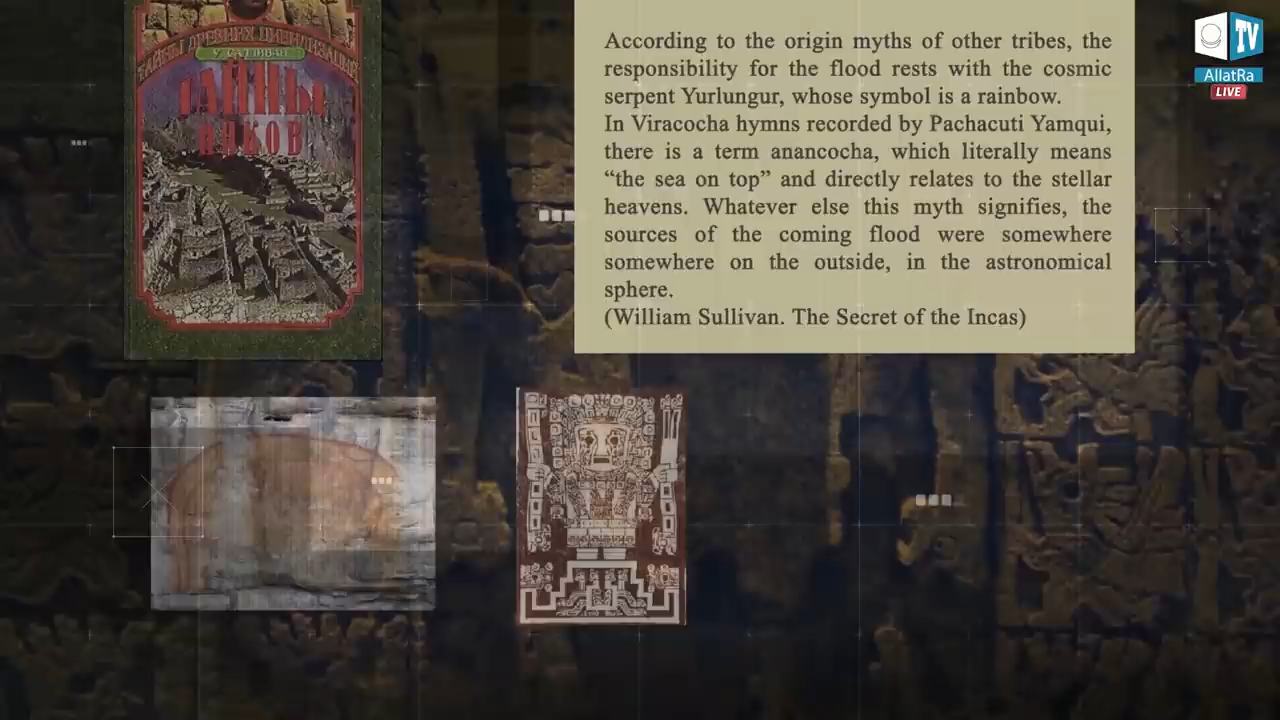 ТАЙНЫ ДРЕВНИХ ЦИВИЛИЗАЦИЙ
У. САЛЛИВАН
ТАЙНЫ
ИНКОВ
According to the origin myths of other tribes, the
responsibility for the flood rests with the cosmic
serpent Yurlungur, whose symbol is a rainbow.
In Viracocha hymns recorded by Pachacuti Yamqui,
there is a term anancocha, which literally means
“the sea on top” and directly relates to the stellar
heavens. Whatever else this myth signifies, the
sources of the coming flood were somewhere
somewhere on the outside, in the astronomical
sphere.
(William Sullivan. The Secret of the Incas)
TV
AllatRa
LIVE